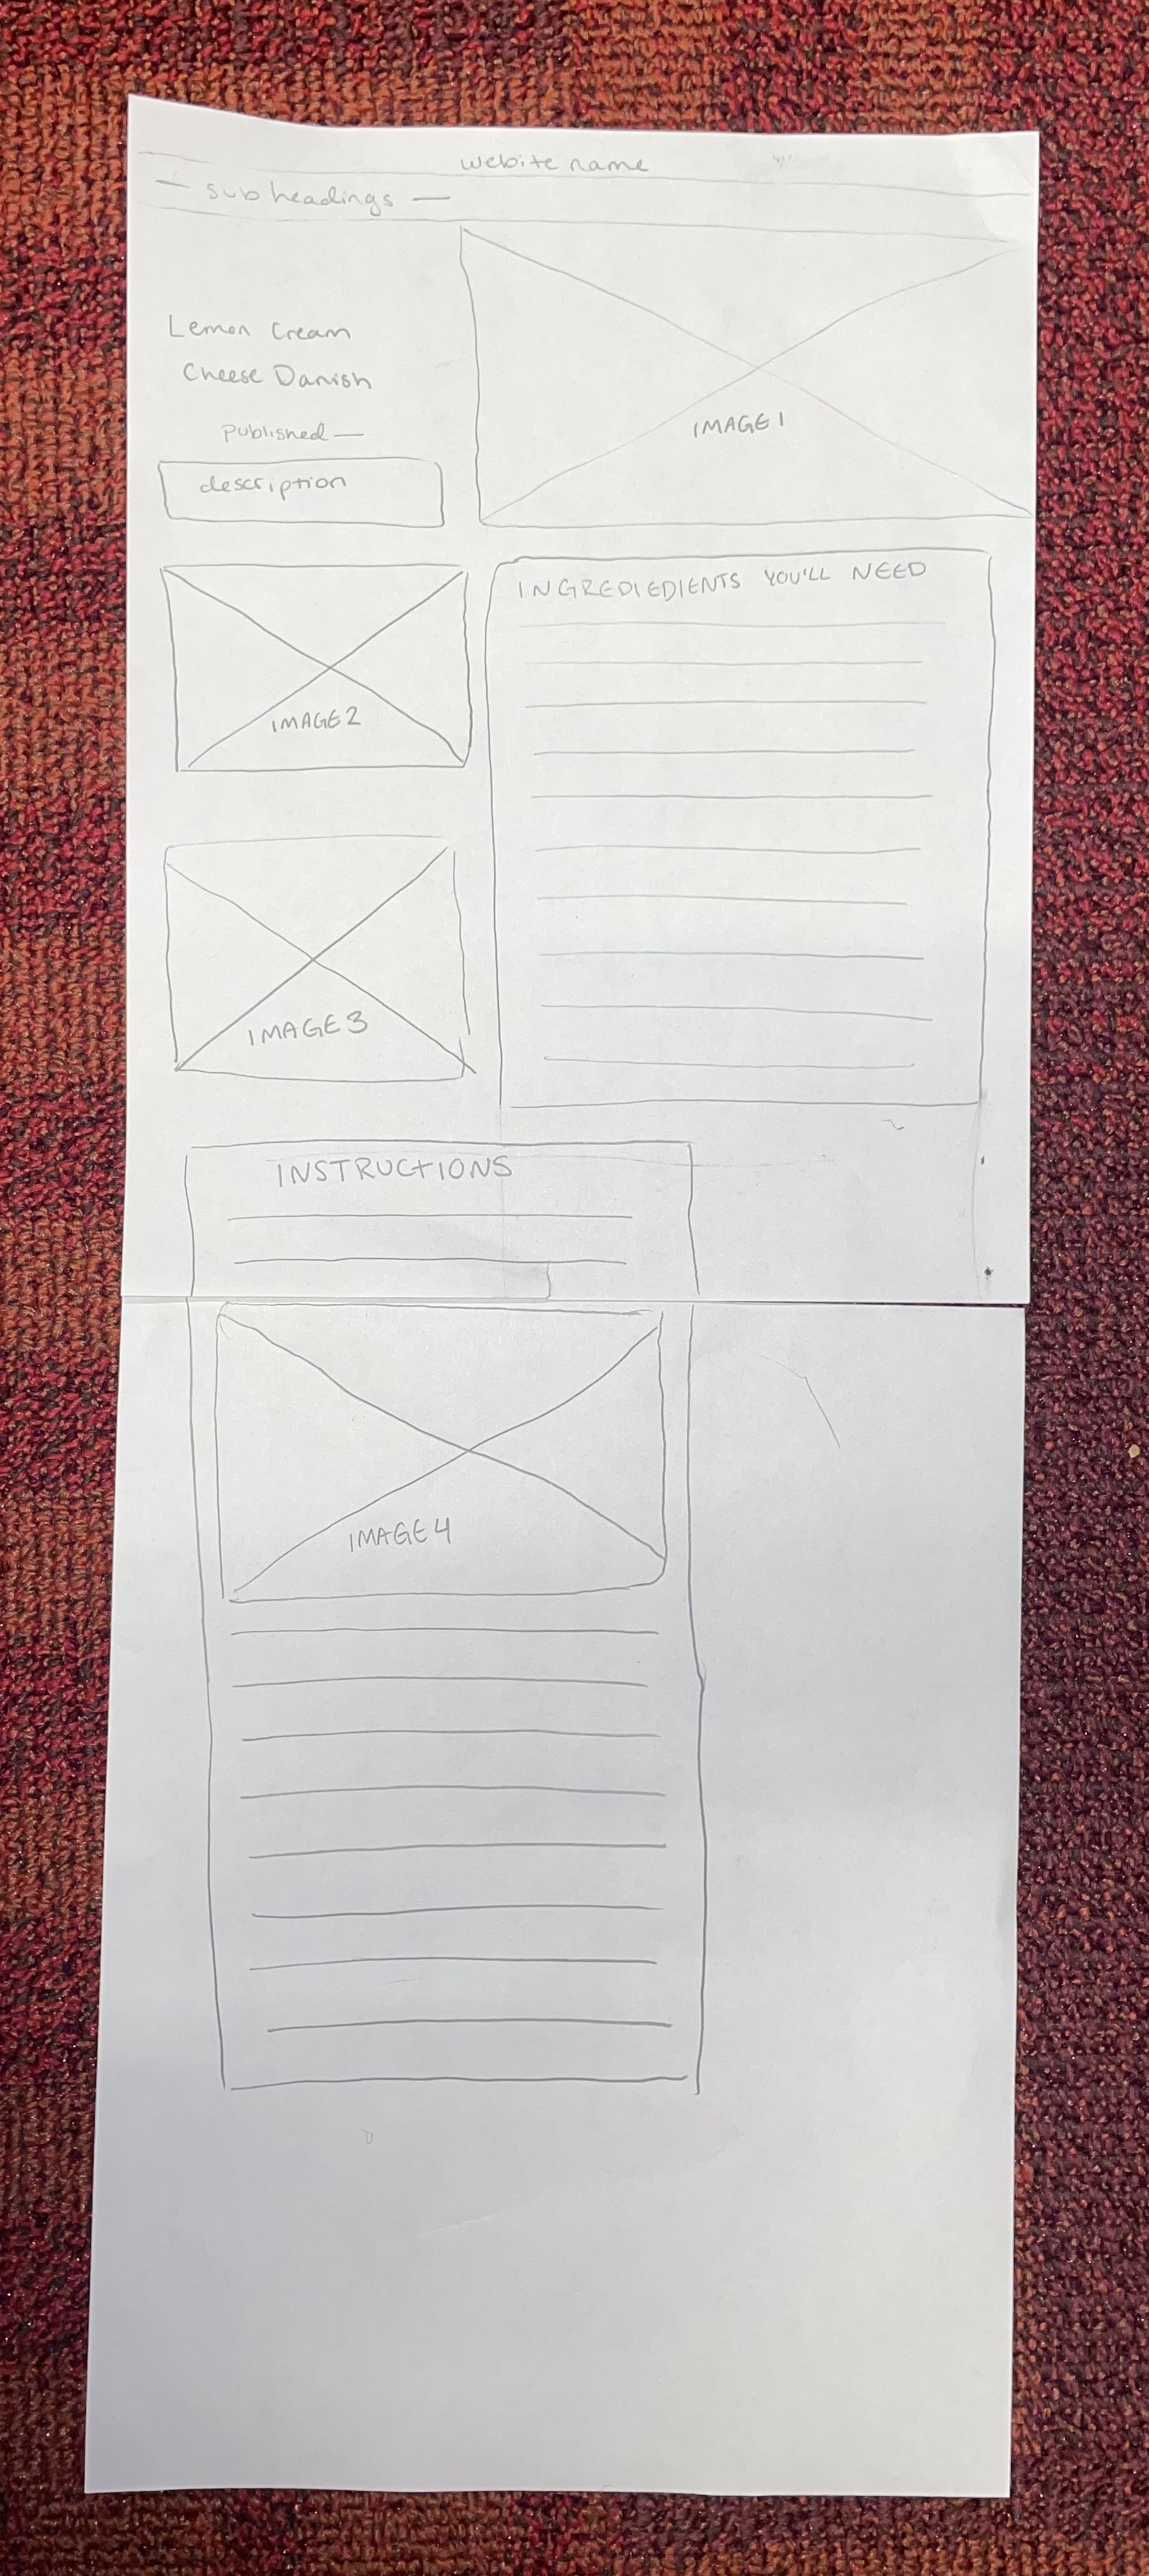 webite name
— sub headings —
Lemon Cream
Cheese Danish
Published —
description
IMAGE 1
IMAGE 2
INGREDIEDIENTS YOU'LL NEED
IMAGE 3
INSTRUCTIONS
IMAGE 4